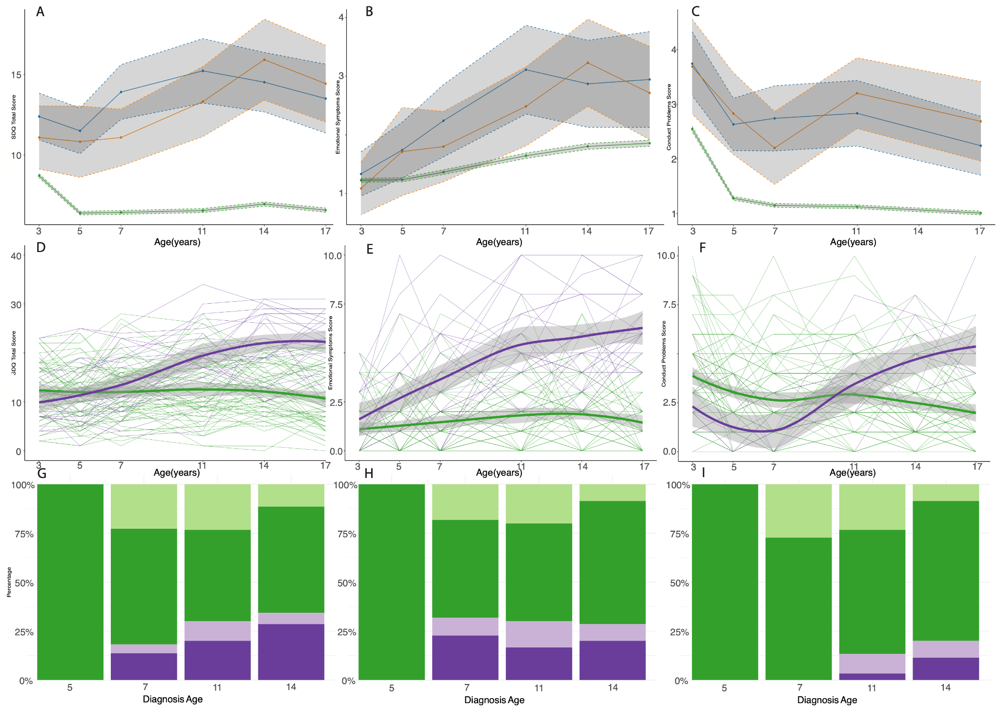 A
B
C
SDQ Total Score
15
10
3 5 7 11 14 17
Age(years)
Emotional Symptoms Score
4
3
1
3 5 7 11 14 17
Age(years)
Conduct Problems Score
4
3
2
1
3 5 7 11 14 17
Age(years)
D
E
F
SDQ Total Score
40
30
10
0
3 5 7 11 14 17
Age(years)
Emotional Symptoms Score
10.0
7.5
2.5
0.0
3 5 7 11 14 17
Age(years)
Conduct Problems Score
10.0
7.5
2.5
0.0
3 5 7 11 14 17
Age(years)
G
H
I
Percentage
100%
75%
50%
25%
0%
5 7 11 14
Diagnosis Age
100%
75%
50%
25%
0%
5 7 11 14
Diagnosis Age
100%
75%
50%
25%
0%
5 7 11 14
Diagnosis Age